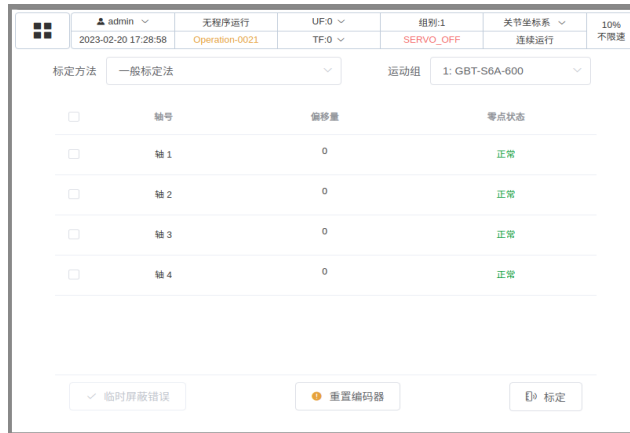 admin 无程序运行 UF:0 组别:1 关节坐标系 10%
2023-02-20 17:28:58 Operation-0021 TF:0 SERVO_OFF 连续运行 不限速
标定方法 一般标定法 运动组 1: GBT-S6A-600
轴号 偏移量 零点状态
轴 1 0 正常
轴 2 0 正常
轴 3 0 正常
轴 4 0 正常
临时屏蔽错误 重置编码器 标定